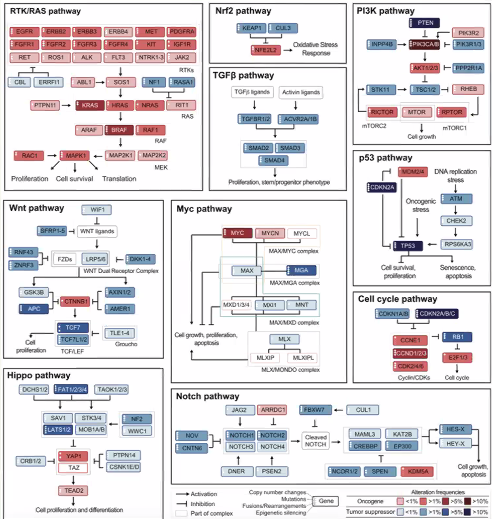 RTK/RAS pathway
EGFR ERBB2 ERBB3 ERBB4 MET PDGFRA
FGFR1 FGFR2 FGFR3 FGFR4 KIT IGF1R
RET ROS1 ALK FLT3 NTRK1-3 JAK2
RTKs
CBL ERRFI1 ABL1 SOS1 NF1 RASA1
PTPN11 KRAS HRAS NRAS RIT1
RAS
ARAF BRAF RAF1
RAF
RAC1 MAPK1 MAP2K1 MAP2K2
MEK
Proliferation Cell survival Translation
Nrf2 pathway
KEAP1 CUL3
NFE2L2 Oxidative Stress
Response
TGFβ pathway
TGFβ ligands Activin ligands
TGFBR1/2 ACVR2A/1B
SMAD2 SMAD3
SMAD4
Proliferation, stem/progenitor phenotype
PI3K pathway
PTEN
PIK3R2
INPP4B PIK3CA/B PIK3R1/3
AKT1/2/3 PPP2R1A
STK11 TSC1/2 RHEB
RICTOR MTOR RPTOR
mTORC2 mTORC1
Cell growth
p53 pathway
MDM2/4 DNA replication
stress
CDKN2A
ATM
Oncogenic
stress
CHEK2
TP53 RPS6KA3
Cell survival,
proliferation
Senescence,
apoptosis
Wnt pathway
WIF1
SFRP1-5 WNT ligands
RNF43
ZNRF3
FZDs LRP5/6 DKK1-4
WNT Dual Receptor Complex
GSK3B AXIN1/2
APC CTNNB1 AMER1
TCF7 TLE1-4
TCF7L1/2 Groucho
Cell
proliferation TCF/LEF
Myc pathway
MYC MYCN MYCL
MAX/MYC complex
MAX MGA
MAX/MGA complex
MXD1/3/4 MXI1 MNT
MAX/MXD complex
Cell growth, proliferation,
apoptosis
MLX
MLXIP MLXIPL
MLX/MONDO complex
Cell cycle pathway
CDKN1A/B CDKN2A/B/C
CCNE1 RB1
CCND1/2/3
CDK2/4/6 E2F1/3
Cyclin/CDKs Cell cycle
Hippo pathway
DCHS1/2 FAT1/2/3/4 TAOK1/2/3
SAV1 STK3/4 NF2
LATS1/2 MOB1A/B WWC1
YAP1 PTPN14
CRB1/2 TAZ CSNK1E/D
TEAD2
Cell proliferation and differentiation
Notch pathway
JAG2 ARRDC1 FBXW7 CUL1
NOV NOTCH1 NOTCH2
CNTN6 NOTCH3 NOTCH4
Cleaved
NOTCH
MAML3 KAT2B HES-X
CREBBP EP300 HEY-X
DNER PSEN2
NCOR1/2 SPEN KDM5A
Cell growth,
apoptosis
Activation
Inhibition
Part of complex
Copy number changes
Mutations
Fusions/Rearrangements
Epigenetic silencing
Gene
Alteration frequencies
Oncogene <1% >1% >5% >10%
Tumor suppressor <1% >1% >5% >10%